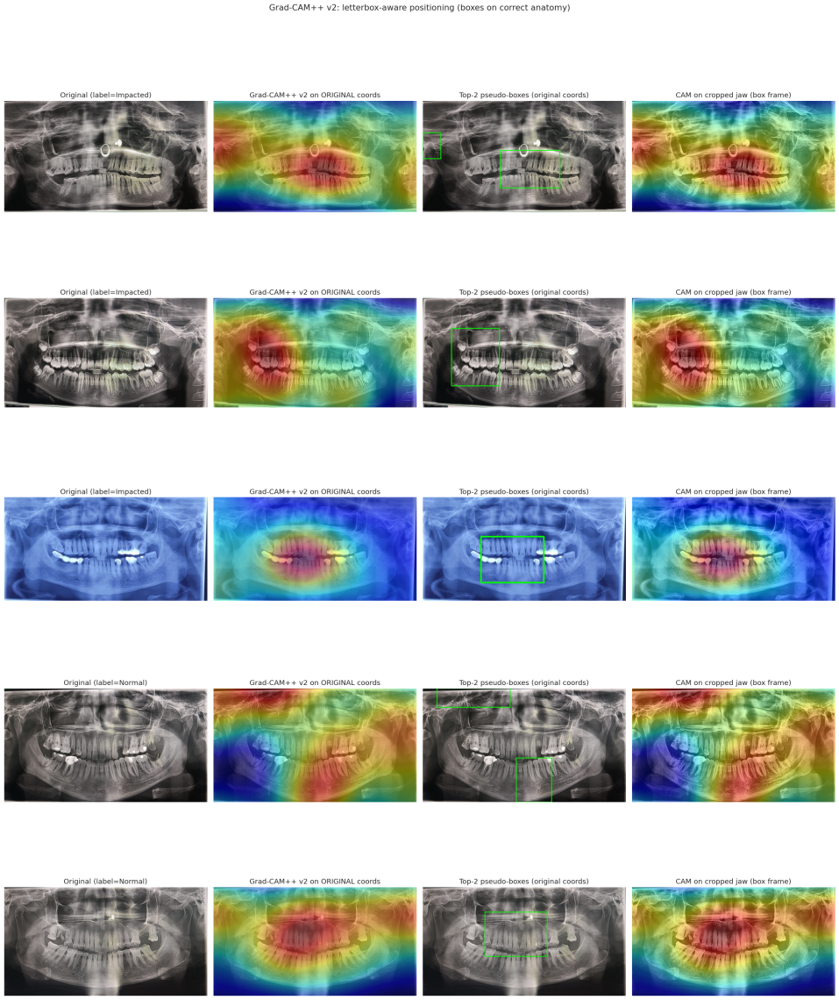 Grad-CAM++ v2: letterbox-aware positioning (boxes on correct anatomy)
Original (label=Impacted)
Grad-CAM++ v2 on ORIGINAL coords
Top-2 pseudo-boxes (original coords)
CAM on cropped jaw (box frame)
Original (label=Impacted)
Grad-CAM++ v2 on ORIGINAL coords
Top-2 pseudo-boxes (original coords)
CAM on cropped jaw (box frame)
Original (label=Impacted)
Grad-CAM++ v2 on ORIGINAL coords
Top-2 pseudo-boxes (original coords)
CAM on cropped jaw (box frame)
Original (label=Normal)
Grad-CAM++ v2 on ORIGINAL coords
Top-2 pseudo-boxes (original coords)
CAM on cropped jaw (box frame)
Original (label=Normal)
Grad-CAM++ v2 on ORIGINAL coords
Top-2 pseudo-boxes (original coords)
CAM on cropped jaw (box frame)